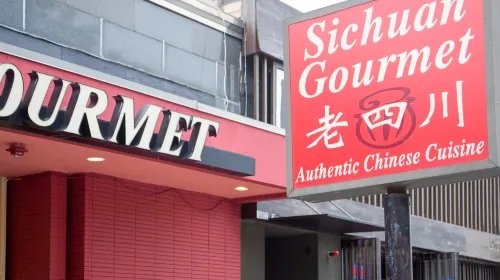 OURMET
Sichuan
Gourmet
老四川
Authentic Chinese Cuisine